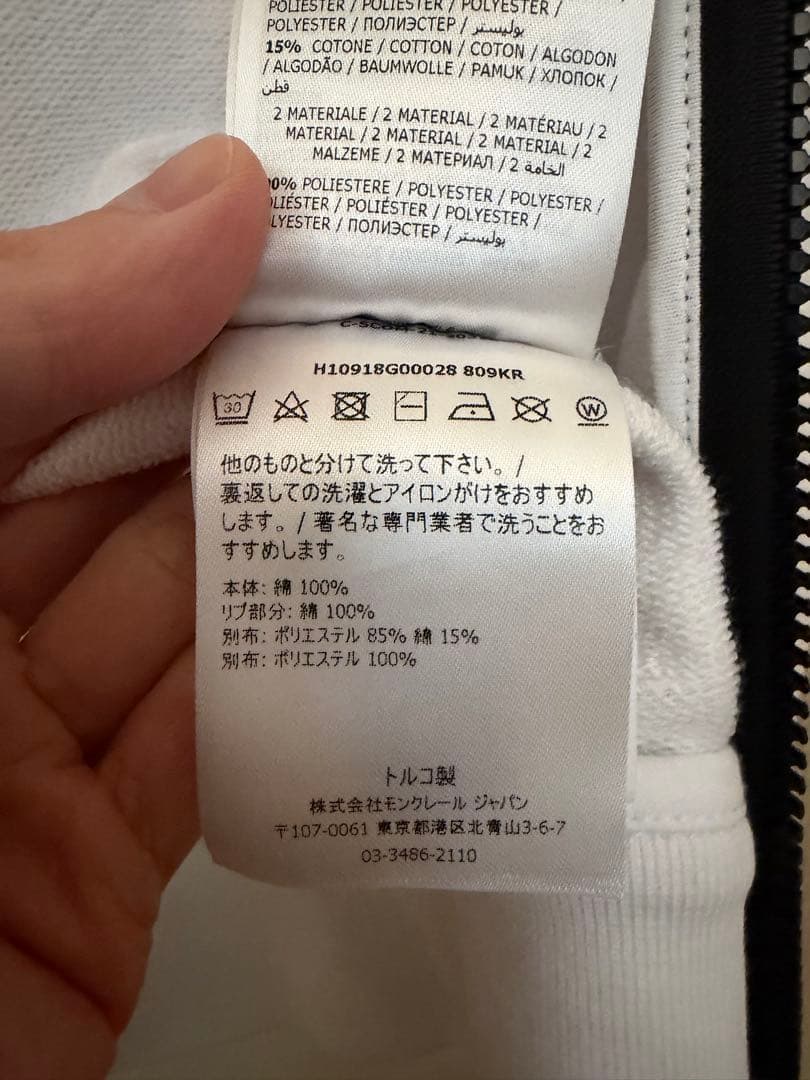 POLIESTER / POLIÉSTER / POLYESTER /
POLYESTER / ПОЛИЭСТЕР / بوليستر
15% COTONE / COTTON / COTON / ALGODÓN
/ ALGODÃO / BAUMWOLLE / PAMUK / ХЛОПОК /
قطن
2 MATERIALE / 2 MATERIAL / 2 MATÉRIAU / 2
MATERIAL / 2 MATERIAL / 2 MATERIAL / 2
MALZEME / 2 МАТЕРИАЛ / 2 الخامة
00% POLIESTERE / POLYESTER / POLYESTER /
OLIÉSTER / POLIÉSTER / POLYESTER /
LYESTER / ПОЛИЭСТЕР / بوليستر
H10918G00028 809KR
30
W
他のものと分けて洗って下さい。/
裏返しての洗濯とアイロンがけをおすすめ
します。/ 著名な専門業者で洗うことをお
すすめします。
本体: 綿 100%
リブ部分: 綿 100%
別布: ポリエステル 85% 綿 15%
別布: ポリエステル 100%
トルコ製
株式会社モンクレール ジャパン
〒107-0061 東京都港区北青山3-6-7
03-3486-2110